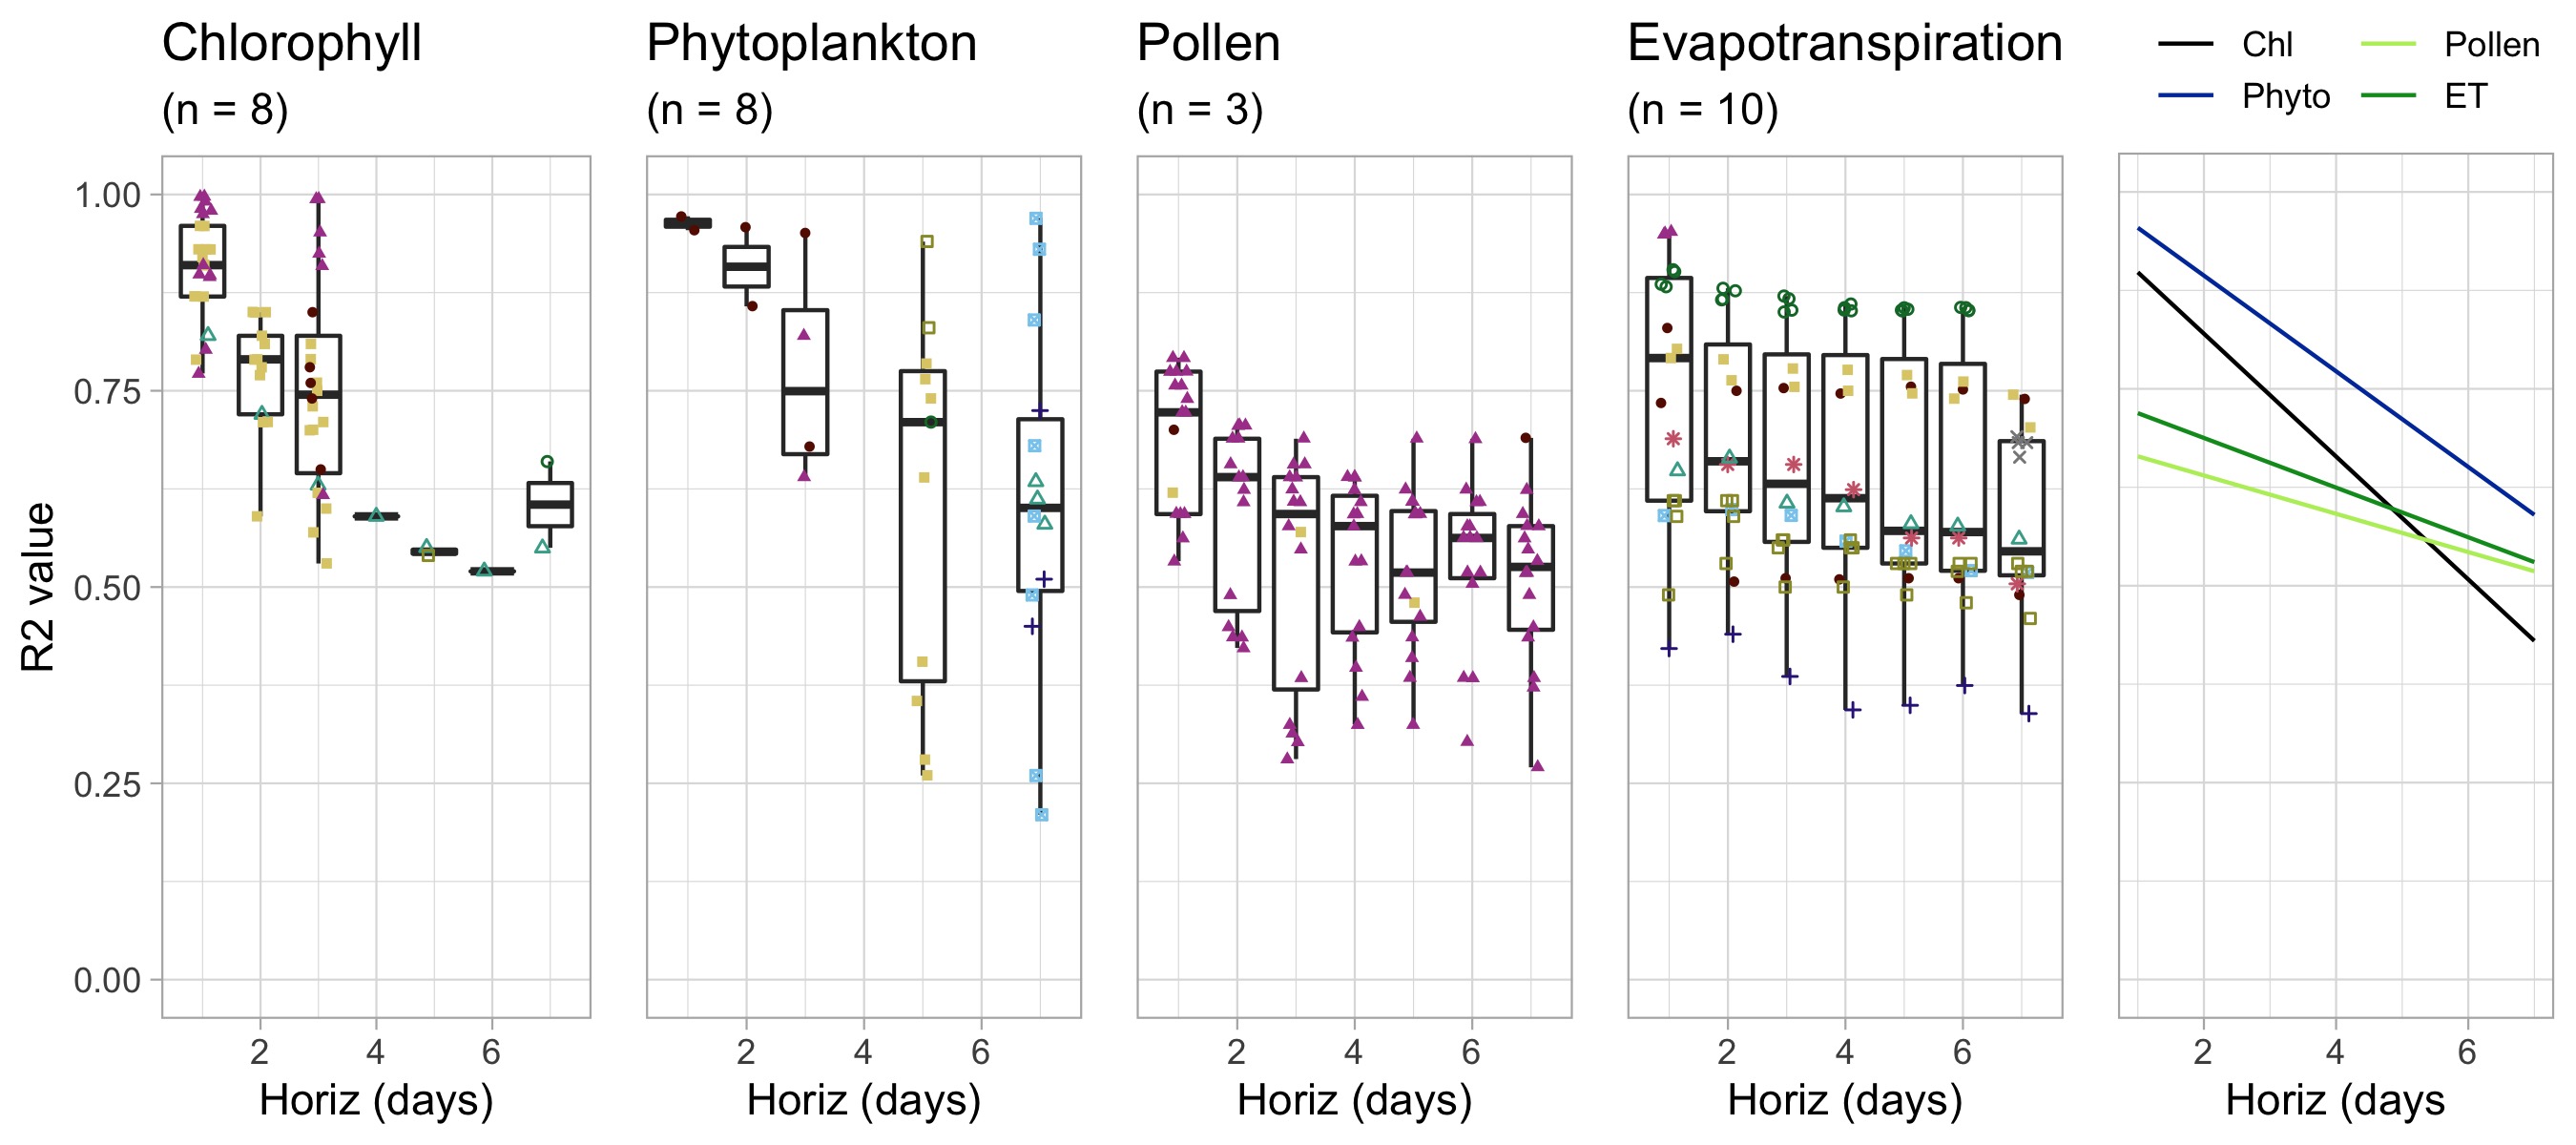 Chlorophyll
(n = 8)
Phytoplankton
(n = 8)
Pollen
(n = 3)
Evapotranspiration
(n = 10)
Chl
Pollen
Phyto
ET
R2 value
1.00
0.75
0.50
0.25
0.00
2 4 6
Horiz (days)
2 4 6
Horiz (days)
2 4 6
Horiz (days)
2 4 6
Horiz (days)
2 4 6
Horiz (days